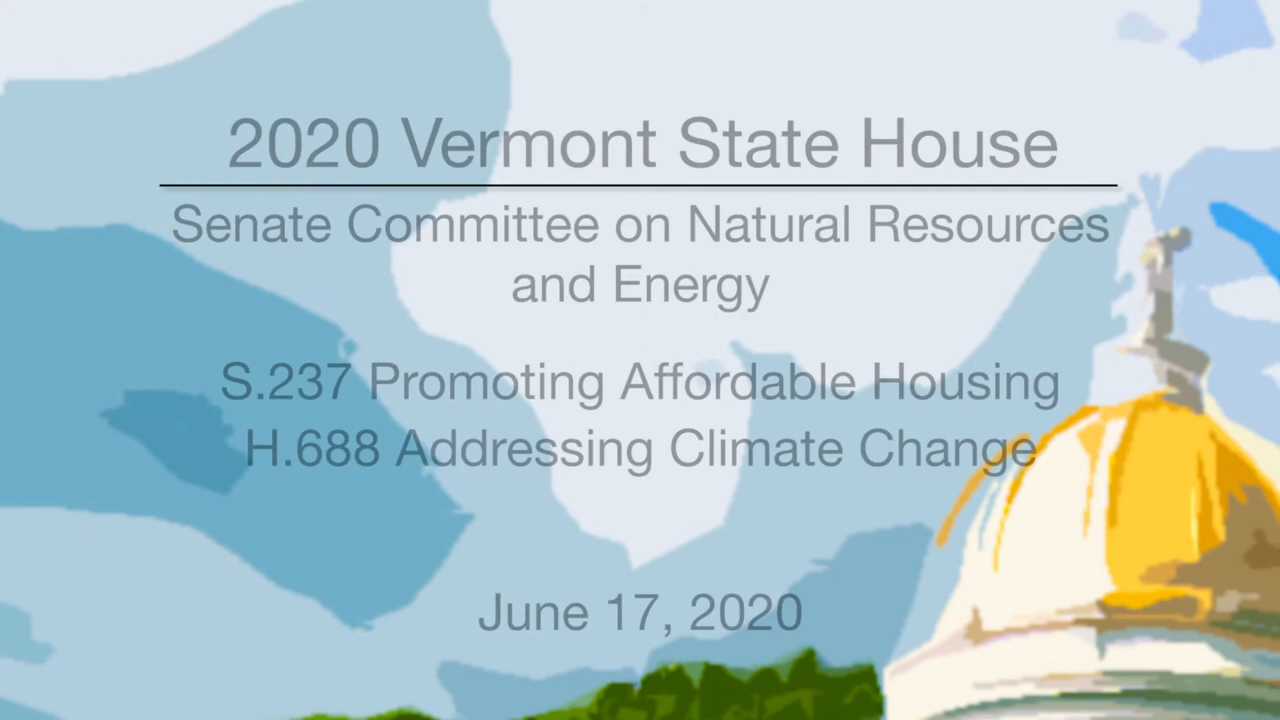 2020 Vermont State House
Senate Committee on Natural Resources
and Energy
S.237 Promoting Affordable Housing
H.688 Addressing Climate Change
June 17, 2020